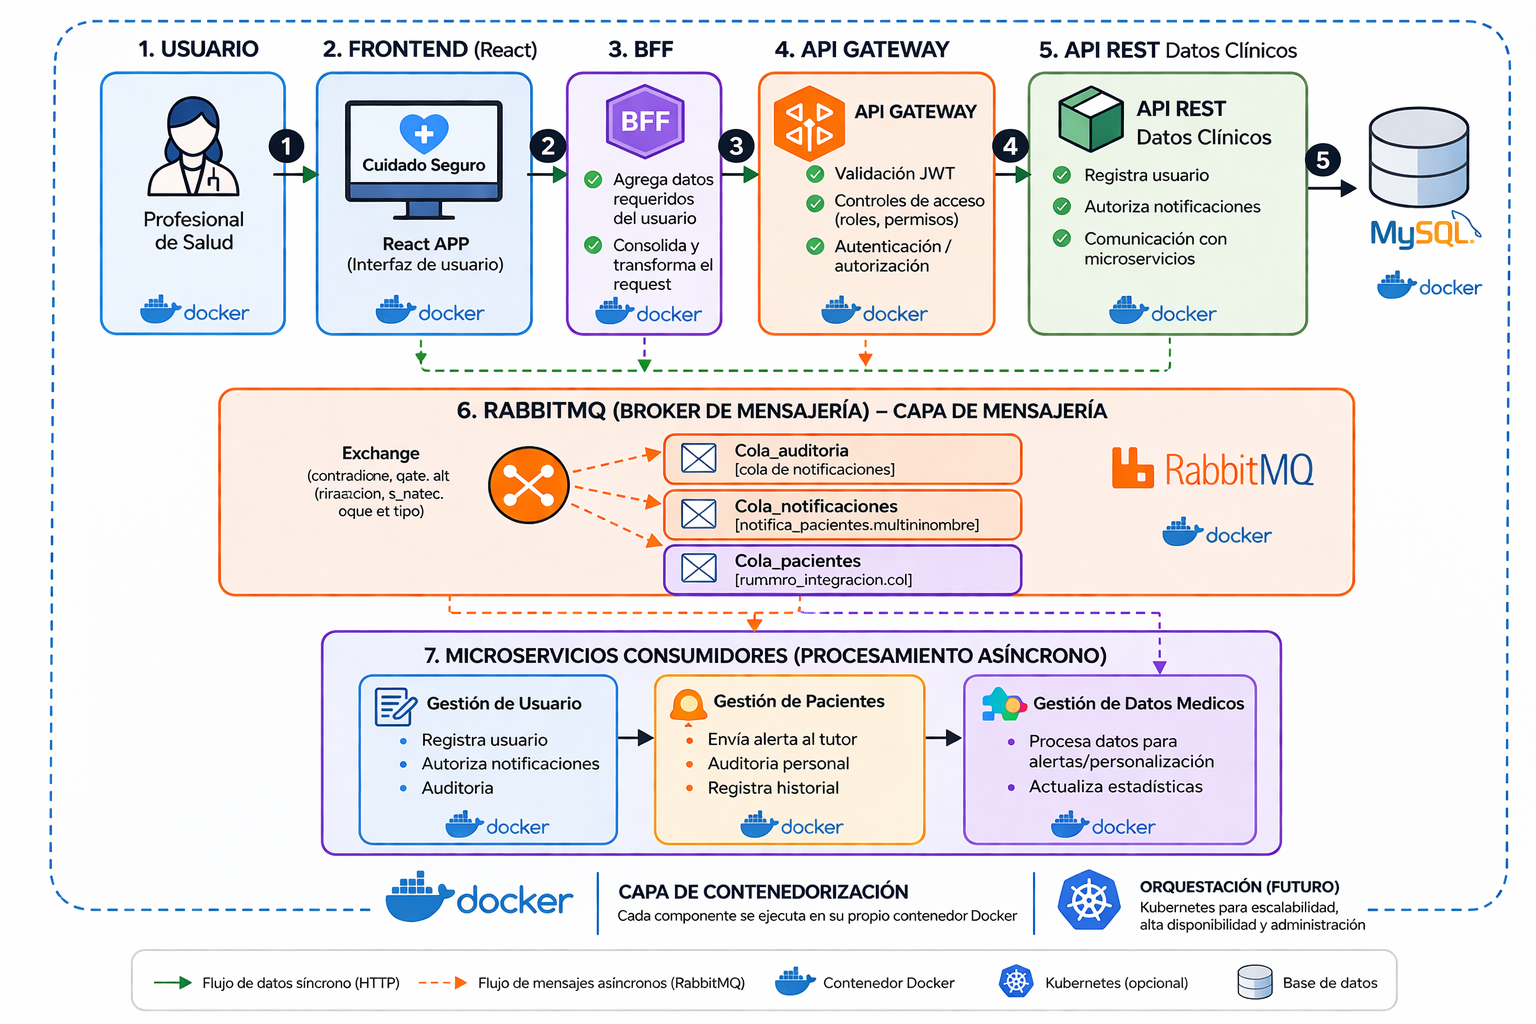 1. USUARIO
2. FRONTEND (React)
3. BFF
4. API GATEWAY
5. API REST Datos Clínicos
Profesional
de Salud
docker
1
Cuidado Seguro
React APP
(Interfaz de usuario)
docker
2
BFF
Agrega datos
requeridos
del usuario
Consolida y
transforma el
request
docker
3
API GATEWAY
Validación JWT
Controles de acceso
(roles, permisos)
Autenticación /
autorización
docker
4
API REST
Datos Clínicos
Registra usuario
Autoriza notificaciones
Comunicación con
microservicios
docker
5
MySQL
docker
6. RABBITMQ (BROKER DE MENSAJERÍA) – CAPA DE MENSAJERÍA
Exchange
(contradione, qate. alt
(riraacion, s_natec.
oque et tipo)
Cola_auditoria
[cola de notificaciones]
Cola_notificaciones
[notifica_pacientes.multininombre]
Cola_pacientes
[rummro_integracion.col]
RabbitMQ
docker
7. MICROSERVICIOS CONSUMIDORES (PROCESAMIENTO ASÍNCRONO)
Gestión de Usuario
Registra usuario
Autoriza notificaciones
Auditoria
docker
Gestión de Pacientes
Envía alerta al tutor
Auditoria personal
Registra historial
docker
Gestión de Datos Medicos
Procesa datos para
alertas/personalización
Actualiza estadísticas
docker
docker
CAPA DE CONTENEDORIZACIÓN
Cada componente se ejecuta en su propio contenedor Docker
ORQUESTACIÓN (FUTURO)
Kubernetes para escalabilidad,
alta disponibilidad y administración
Flujo de datos síncrono (HTTP)
Flujo de mensajes asíncronos (RabbitMQ)
Contenedor Docker
Kubernetes (opcional)
Base de datos